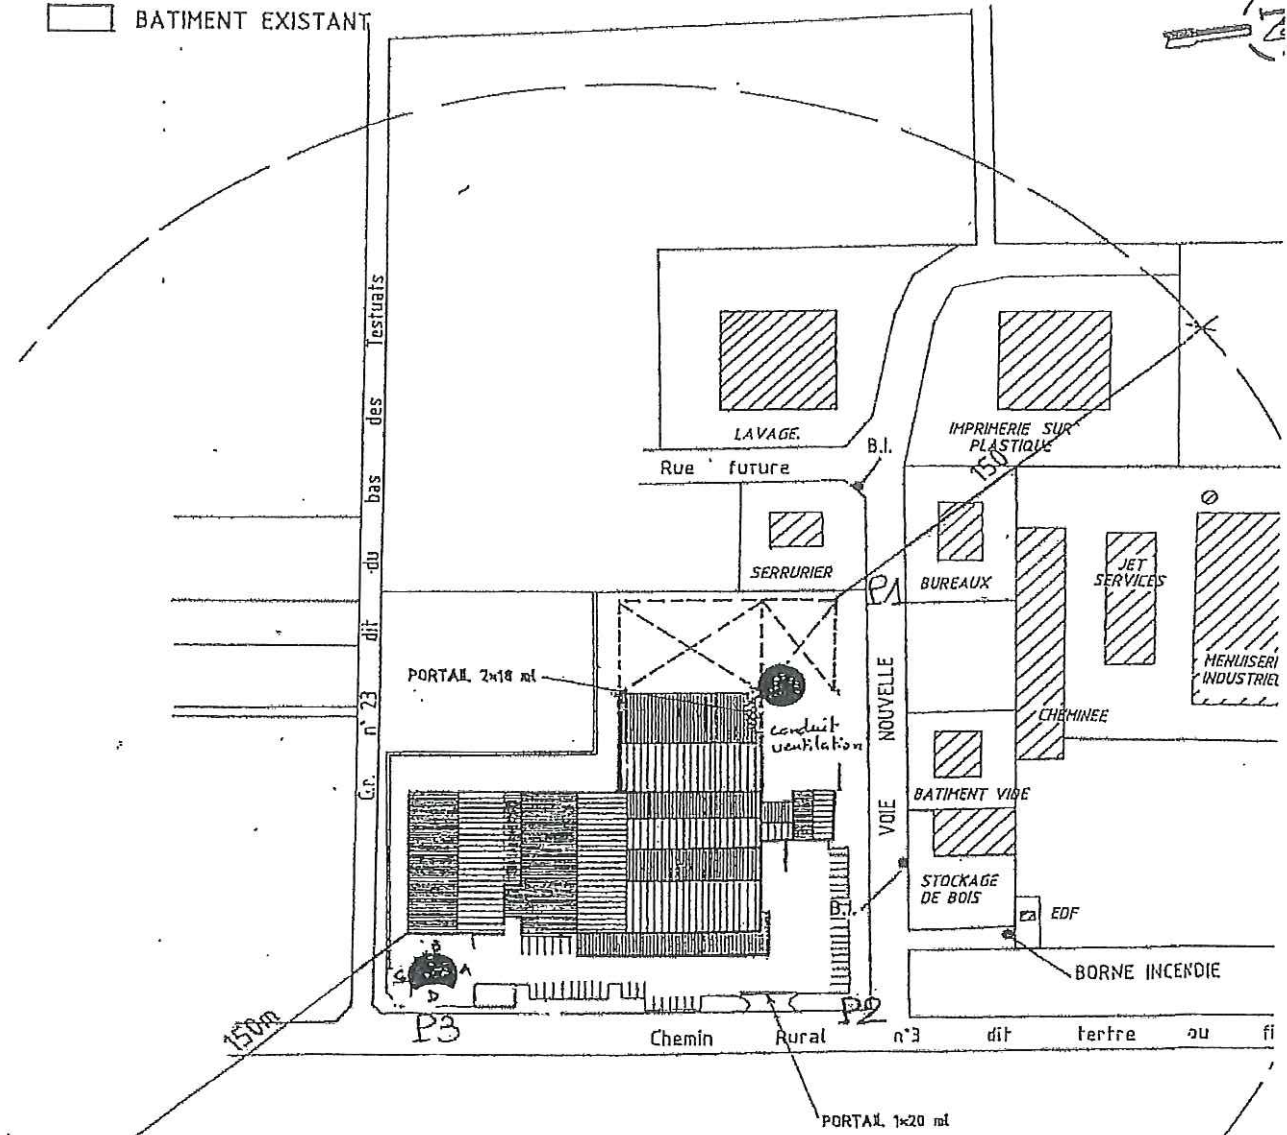 BATIMENT EXISTANT
C.r. n° 23 dit du bas des Testuats
LAVAGE.
IMPRIMERIE SUR
PLASTIQUE
B.I.
Rue future
150
SERRURIER
BUREAUX
JET
SERVICES
P1
MENUISERI
INDUSTRIEL
PORTAIL 2x18 ml
conduit
ventilation
CHEMINEE
VOIE NOUVELLE
BATIMENT VIDE
STOCKAGE
DE BOIS
B.I.
EDF
B
C
A
D
BORNE INCENDIE
150m
P3
P2
Chemin Rural n°3 dit tertre ou fi
PORTAIL 1x20 ml